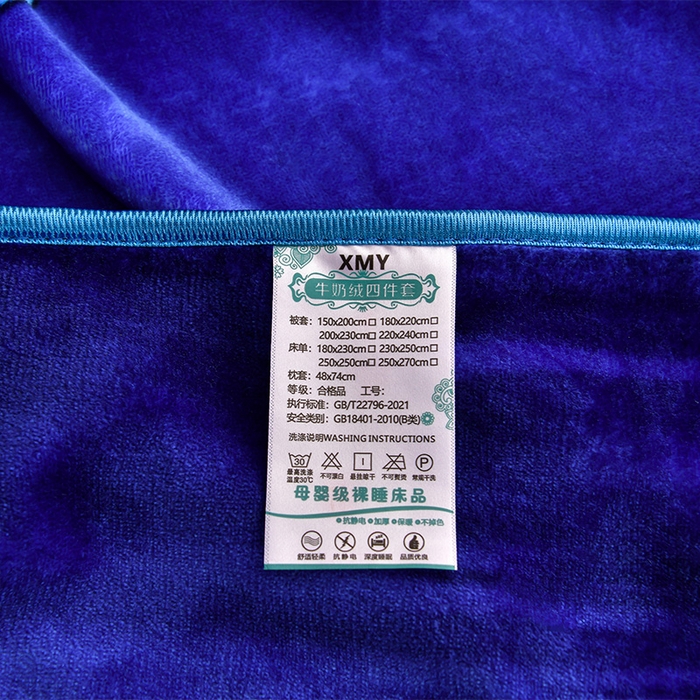 XMY
牛奶绒四件套
被套：150x200cm☐ 180x220cm☐
200x230cm☐ 220x240cm☐
床单：180x230cm☐ 230x250cm☐
250x250cm☐ 250x270cm☐
枕套：48x74cm
等级：合格品 工号：
执行标准：GB/T22796-2021
安全类别：GB18401-2010(B类)
洗涤说明WASHING INSTRUCTIONS
30 P
最高洗涤温度30℃ 不可漂白 悬挂晾干 不可熨烫 常规干洗
母婴级裸睡床品
●抗静电●加厚●保暖●不掉色
舒适轻柔 抗静电 深度睡眠 品质优良